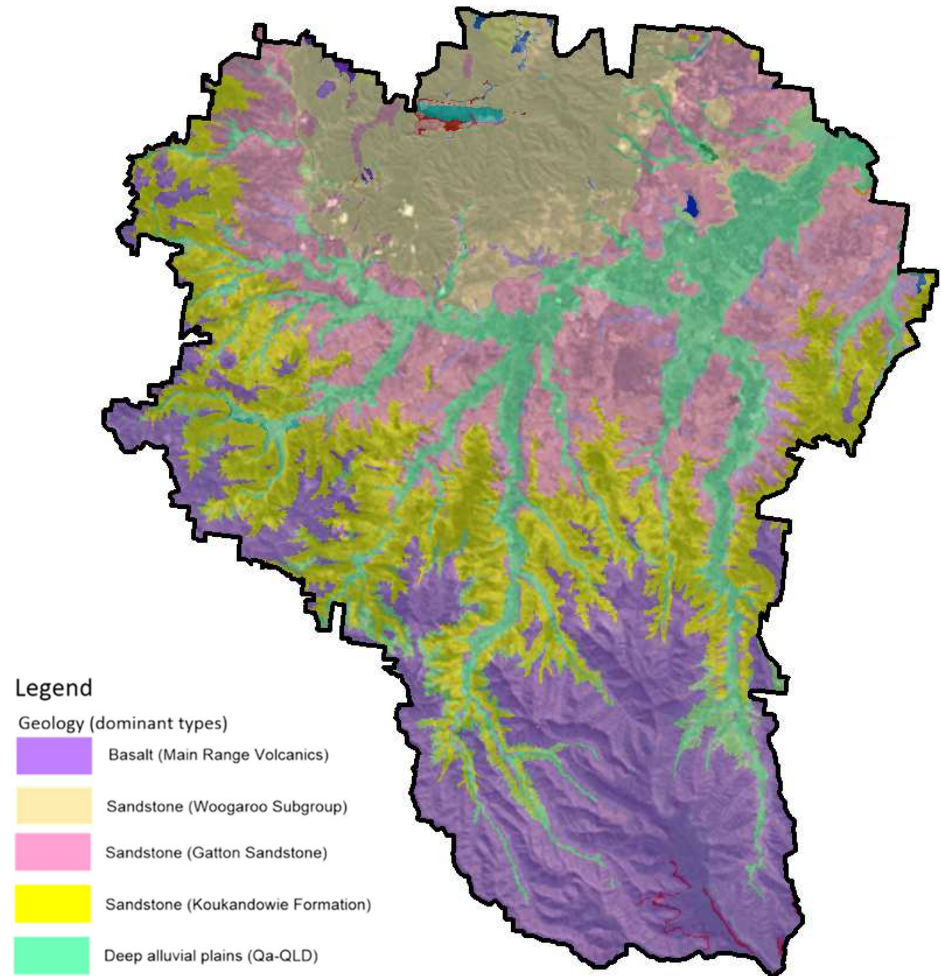 Legend
Geology (dominant types)
Basalt (Main Range Volcanics)
Sandstone (Woogaroo Subgroup)
Sandstone (Gatton Sandstone)
Sandstone (Koukandowie Formation)
Deep alluvial plains (Qa-QLD)